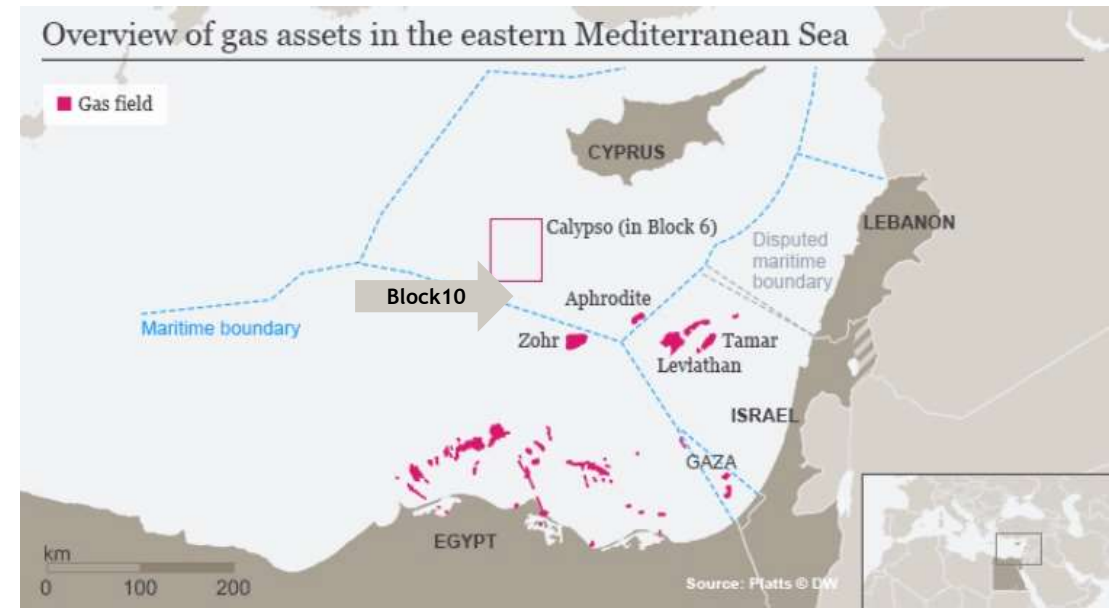 Overview of gas assets in the eastern Mediterranean Sea
Gas field
CYPRUS
Calypso (in Block 6)
LEBANON
Disputed
maritime
boundary
Block10
Aphrodite
Maritime boundary
Zohr
Tamar
Leviathan
ISRAEL
GAZA
EGYPT
km
0 100 200
Source: Platts © DW